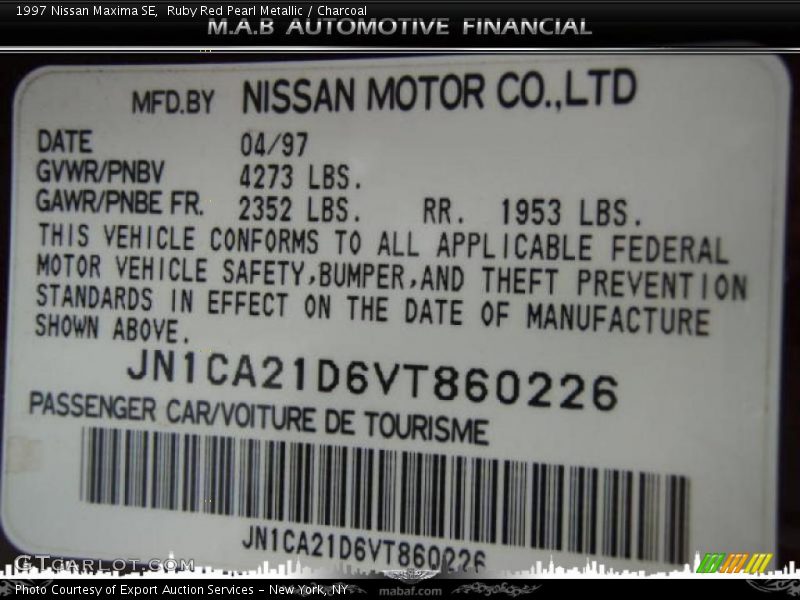 1997 Nissan Maxima SE, Ruby Red Pearl Metallic / Charcoal
M.A.B AUTOMOTIVE FINANCIAL
MFD.BY NISSAN MOTOR CO.,LTD
DATE 04/97
GVWR/PNBV 4273 LBS.
GAWR/PNBE FR. 2352 LBS. RR. 1953 LBS.
THIS VEHICLE CONFORMS TO ALL APPLICABLE FEDERAL
MOTOR VEHICLE SAFETY,BUMPER,AND THEFT PREVENTION
STANDARDS IN EFFECT ON THE DATE OF MANUFACTURE
SHOWN ABOVE.
JN1CA21D6VT860226
PASSENGER CAR/VOITURE DE TOURISME
JN1CA21D6VT860226
GTCARLOT.COM
Photo Courtesy of Export Auction Services - New York, NY
mabaf.com